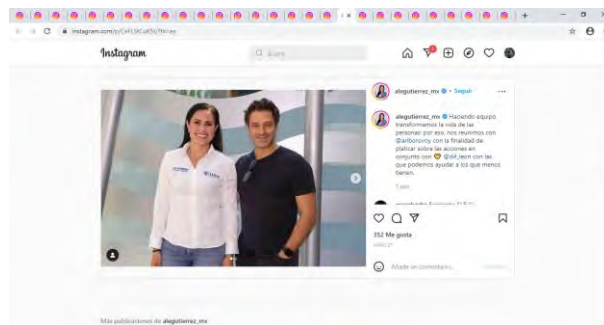 Instagram
alegutierrez_mx • Seguir
alegutierrez_mx Haciendo equipo
transformamos la vida de las
personas por eso, nos reunimos con
@ariborovoy con la finalidad de
platicar sobre las acciones en
conjunto con @dif_leon con las
que podemos ayudar a los que menos
tienen.
352 Me gusta
Añade un comentario...
Más publicaciones de alegutierrez_mx